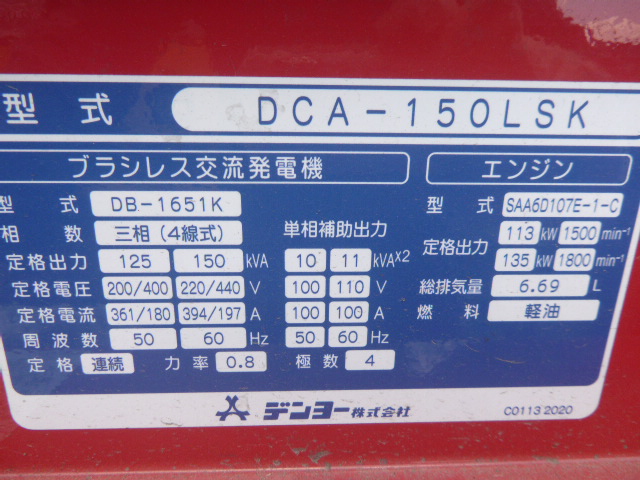 型式 DCA-150LSK
ブラシレス交流発電機
型式 DB-1651K
相数 三相(4線式) 単相補助出力
定格出力 125 150 kVA 10 11 kVA×2
定格電圧 200/400 220/440 V 100 110 V
定格電流 361/180 394/197 A 100 100 A
周波数 50 60 Hz 50 60 Hz
定格 連続 力率 0.8 極数 4
エンジン
型式 SAA6D107E-1-C
定格出力 113 kW 1500 min⁻¹
135 kW 1800 min⁻¹
総排気量 6.69 L
燃料 軽油
デンヨー株式会社
C0113 2020